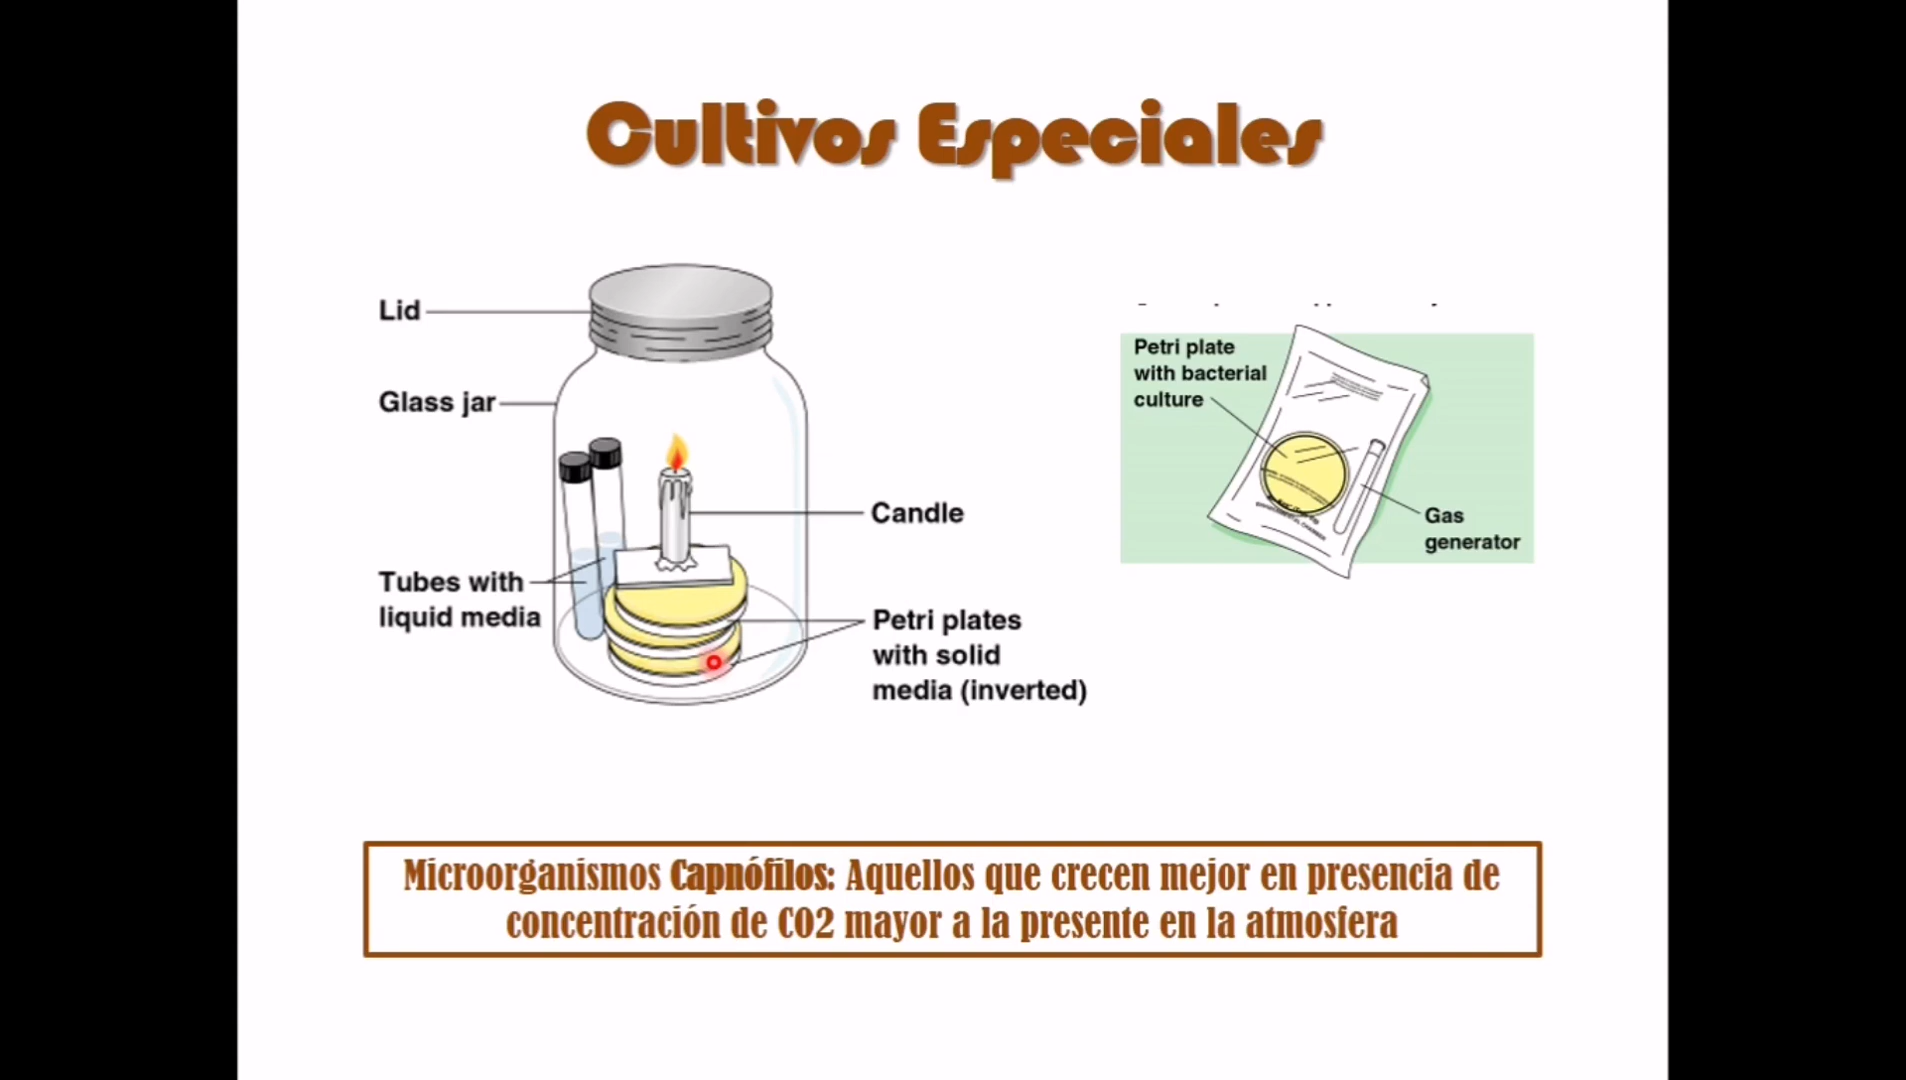 Cultivos Especiales
Lid
Glass jar
Candle
Tubes with
liquid media
Petri plates
with solid
media (inverted)
Petri plate
with bacterial
culture
Gas
generator
Microorganismos Capnófilos: Aquellos que crecen mejor en presencia de
concentración de CO2 mayor a la presente en la atmosfera